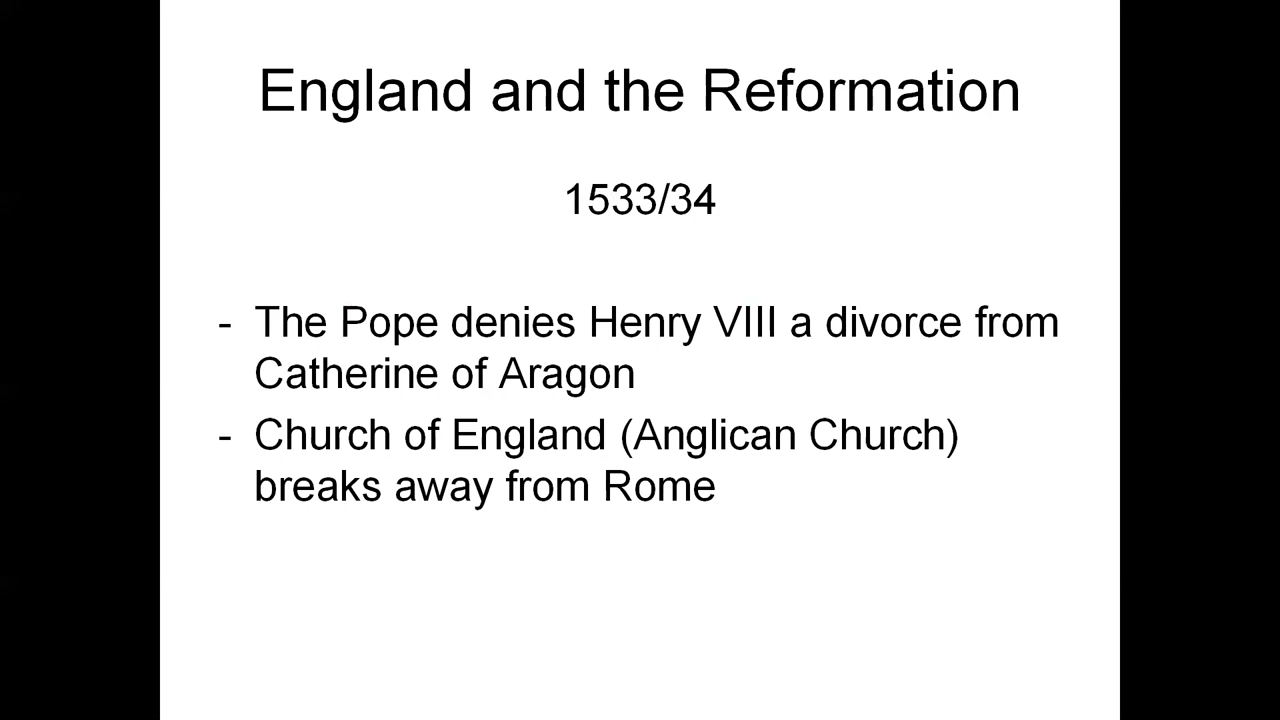 England and the Reformation
1533/34
- The Pope denies Henry VIII a divorce from
Catherine of Aragon
- Church of England (Anglican Church)
breaks away from Rome